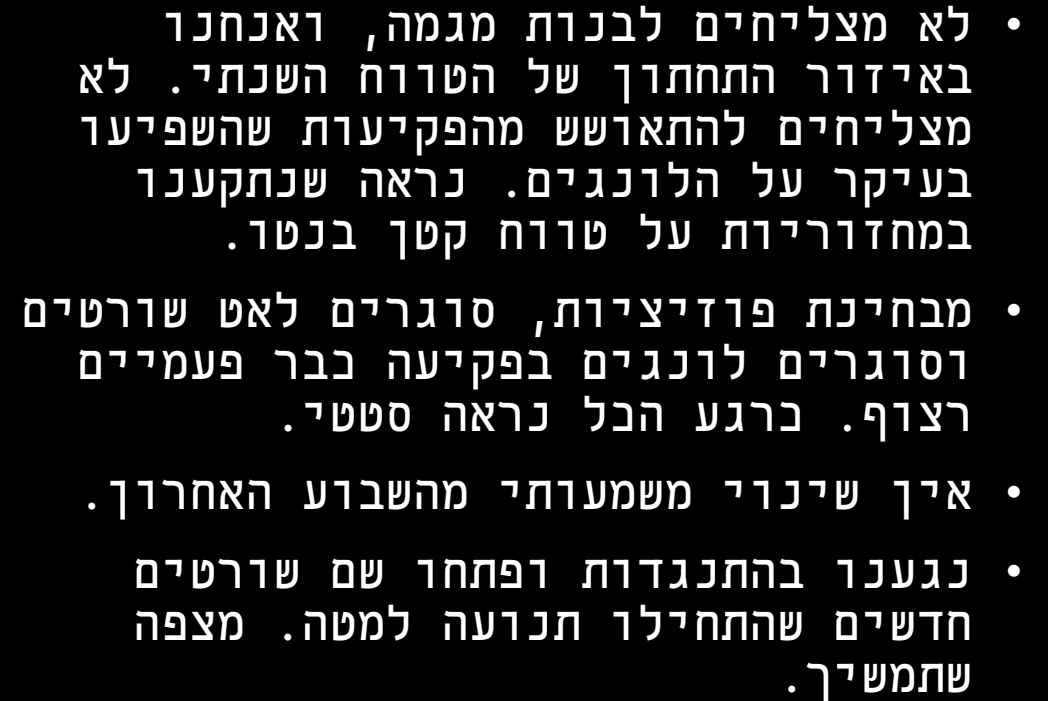 • לא מצליחים לבנות מגמה, ואנחנו
באיזור התחתון של הטווח השנתי. לא
מצליחים להתאושש מהפקיעות שהשפיעו
בעיקר על הלונגים. נראה שנתקענו
במחזוריות על טווח קטן בנטו.
• מבחינת פוזיציות, סוגרים לאט שורטים
וסוגרים לונגים בפקיעה כבר פעמיים
רצוף. כרגע הכל נראה סטטי.
• אין שינוי משמעותי מהשבוע האחרון.
• נגענו בהתנגדות ופתחו שם שורטים
חדשים שהתחילו תנועה למטה. מצפה
שתמשיך.